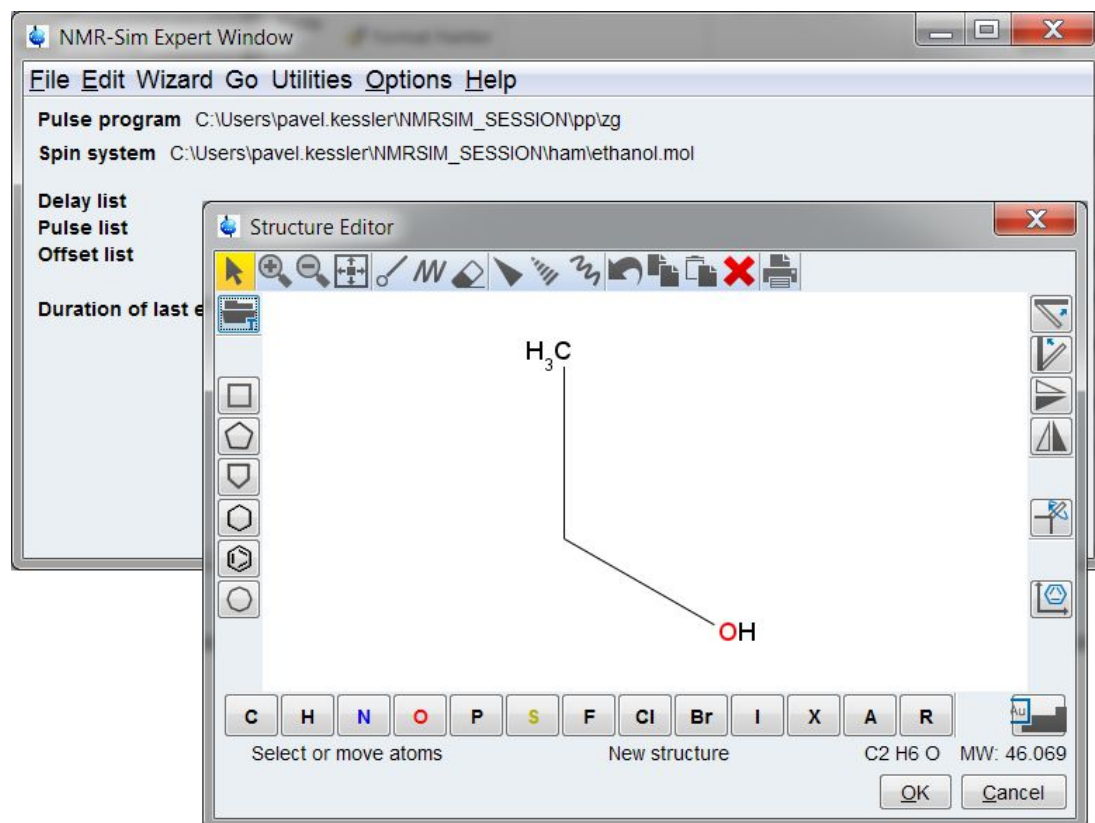 NMR-Sim Expert Window
File Edit Wizard Go Utilities Options Help
Pulse program C:\Users\pavel.kessler\NMRSIM_SESSION\pp\zg
Spin system C:\Users\pavel.kessler\NMRSIM_SESSION\ham\ethanol.mol
Delay list
Pulse list
Offset list
Duration of last e
Structure Editor
T
H3C
OH
C H N O P S F Cl Br I X A R Au
Select or move atoms New structure C2 H6 O MW: 46.069
OK Cancel